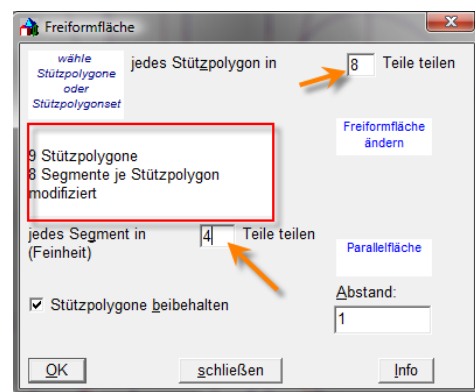 Freiformfläche
wähle
Stützpolygone
oder
Stützpolygonset
jedes Stützpolygon in 8 Teile teilen
Freiformfläche
ändern
9 Stützpolygone
8 Segmente je Stützpolygon
modifiziert
jedes Segment in 4 Teile teilen
(Feinheit)
Parallelfläche
Stützpolygone beibehalten
Abstand:
1
OK schließen Info